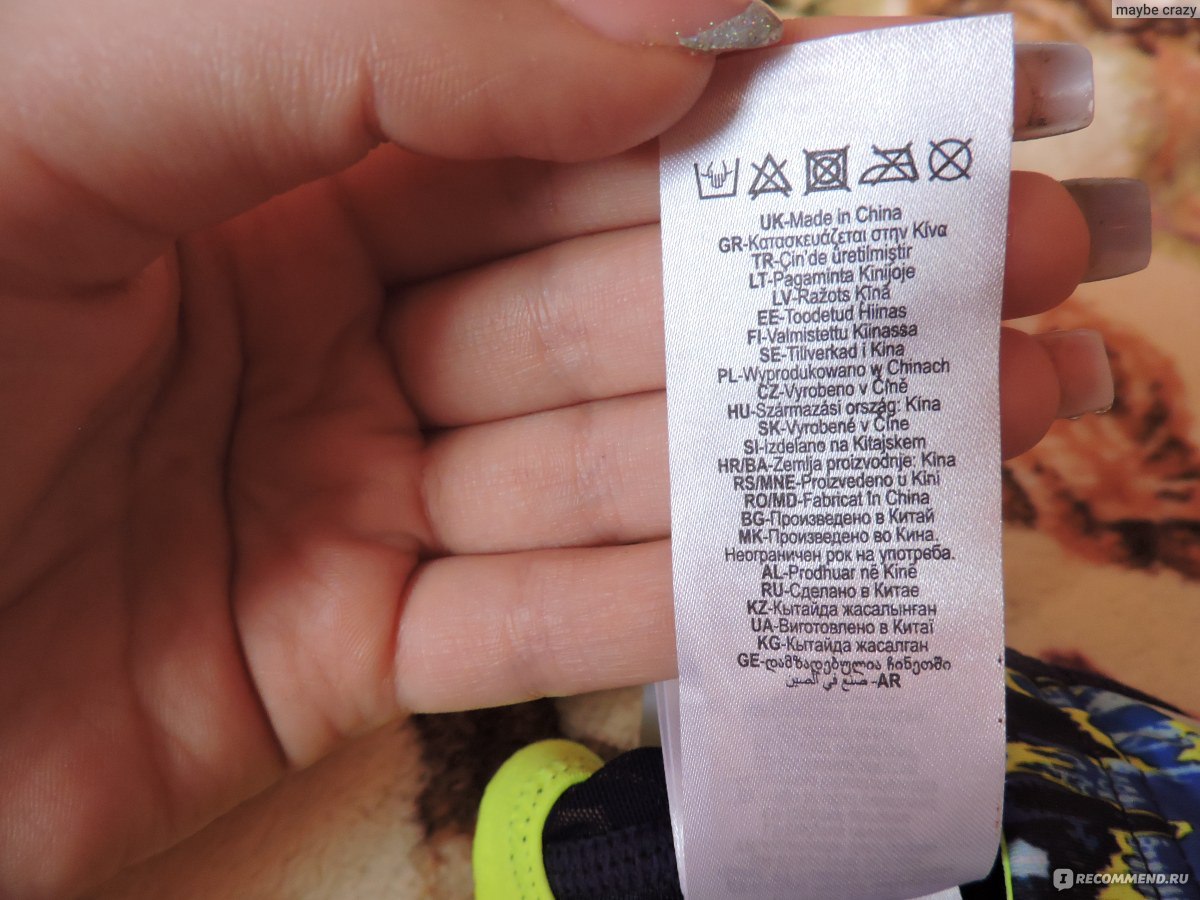 maybe crazy
UK-Made in China
GR-Κατασκευάζεται στην Κίνα
TR-Çin'de üretilmiştir
LT-Pagaminta Kinijoje
LV-Ražots Ķīnā
EE-Toodetud Hiinas
FI-Valmistettu Kiinassa
SE-Tillverkad i Kina
PL-Wyprodukowano w Chinach
CZ-Vyrobeno v Číně
HU-Származási ország: Kína
SK-Vyrobené v Číne
SI-Izdelano na Kitajskem
HR/BA-Zemlja proizvodnje: Kina
RS/MNE-Proizvedeno u Kini
RO/MD-Fabricat în China
BG-Произведено в Китай
MK-Произведено во Кина.
Неограничен рок на употреба.
AL-Prodhuar në Kinë
RU-Сделано в Китае
KZ-Кытайда жасалынған
UA-Виготовлено в Китаї
KG-Кытайда жасалган
GE-დამზადებულია ჩინეთში
AR- صنع في الصين
IRECOMMEND.RU